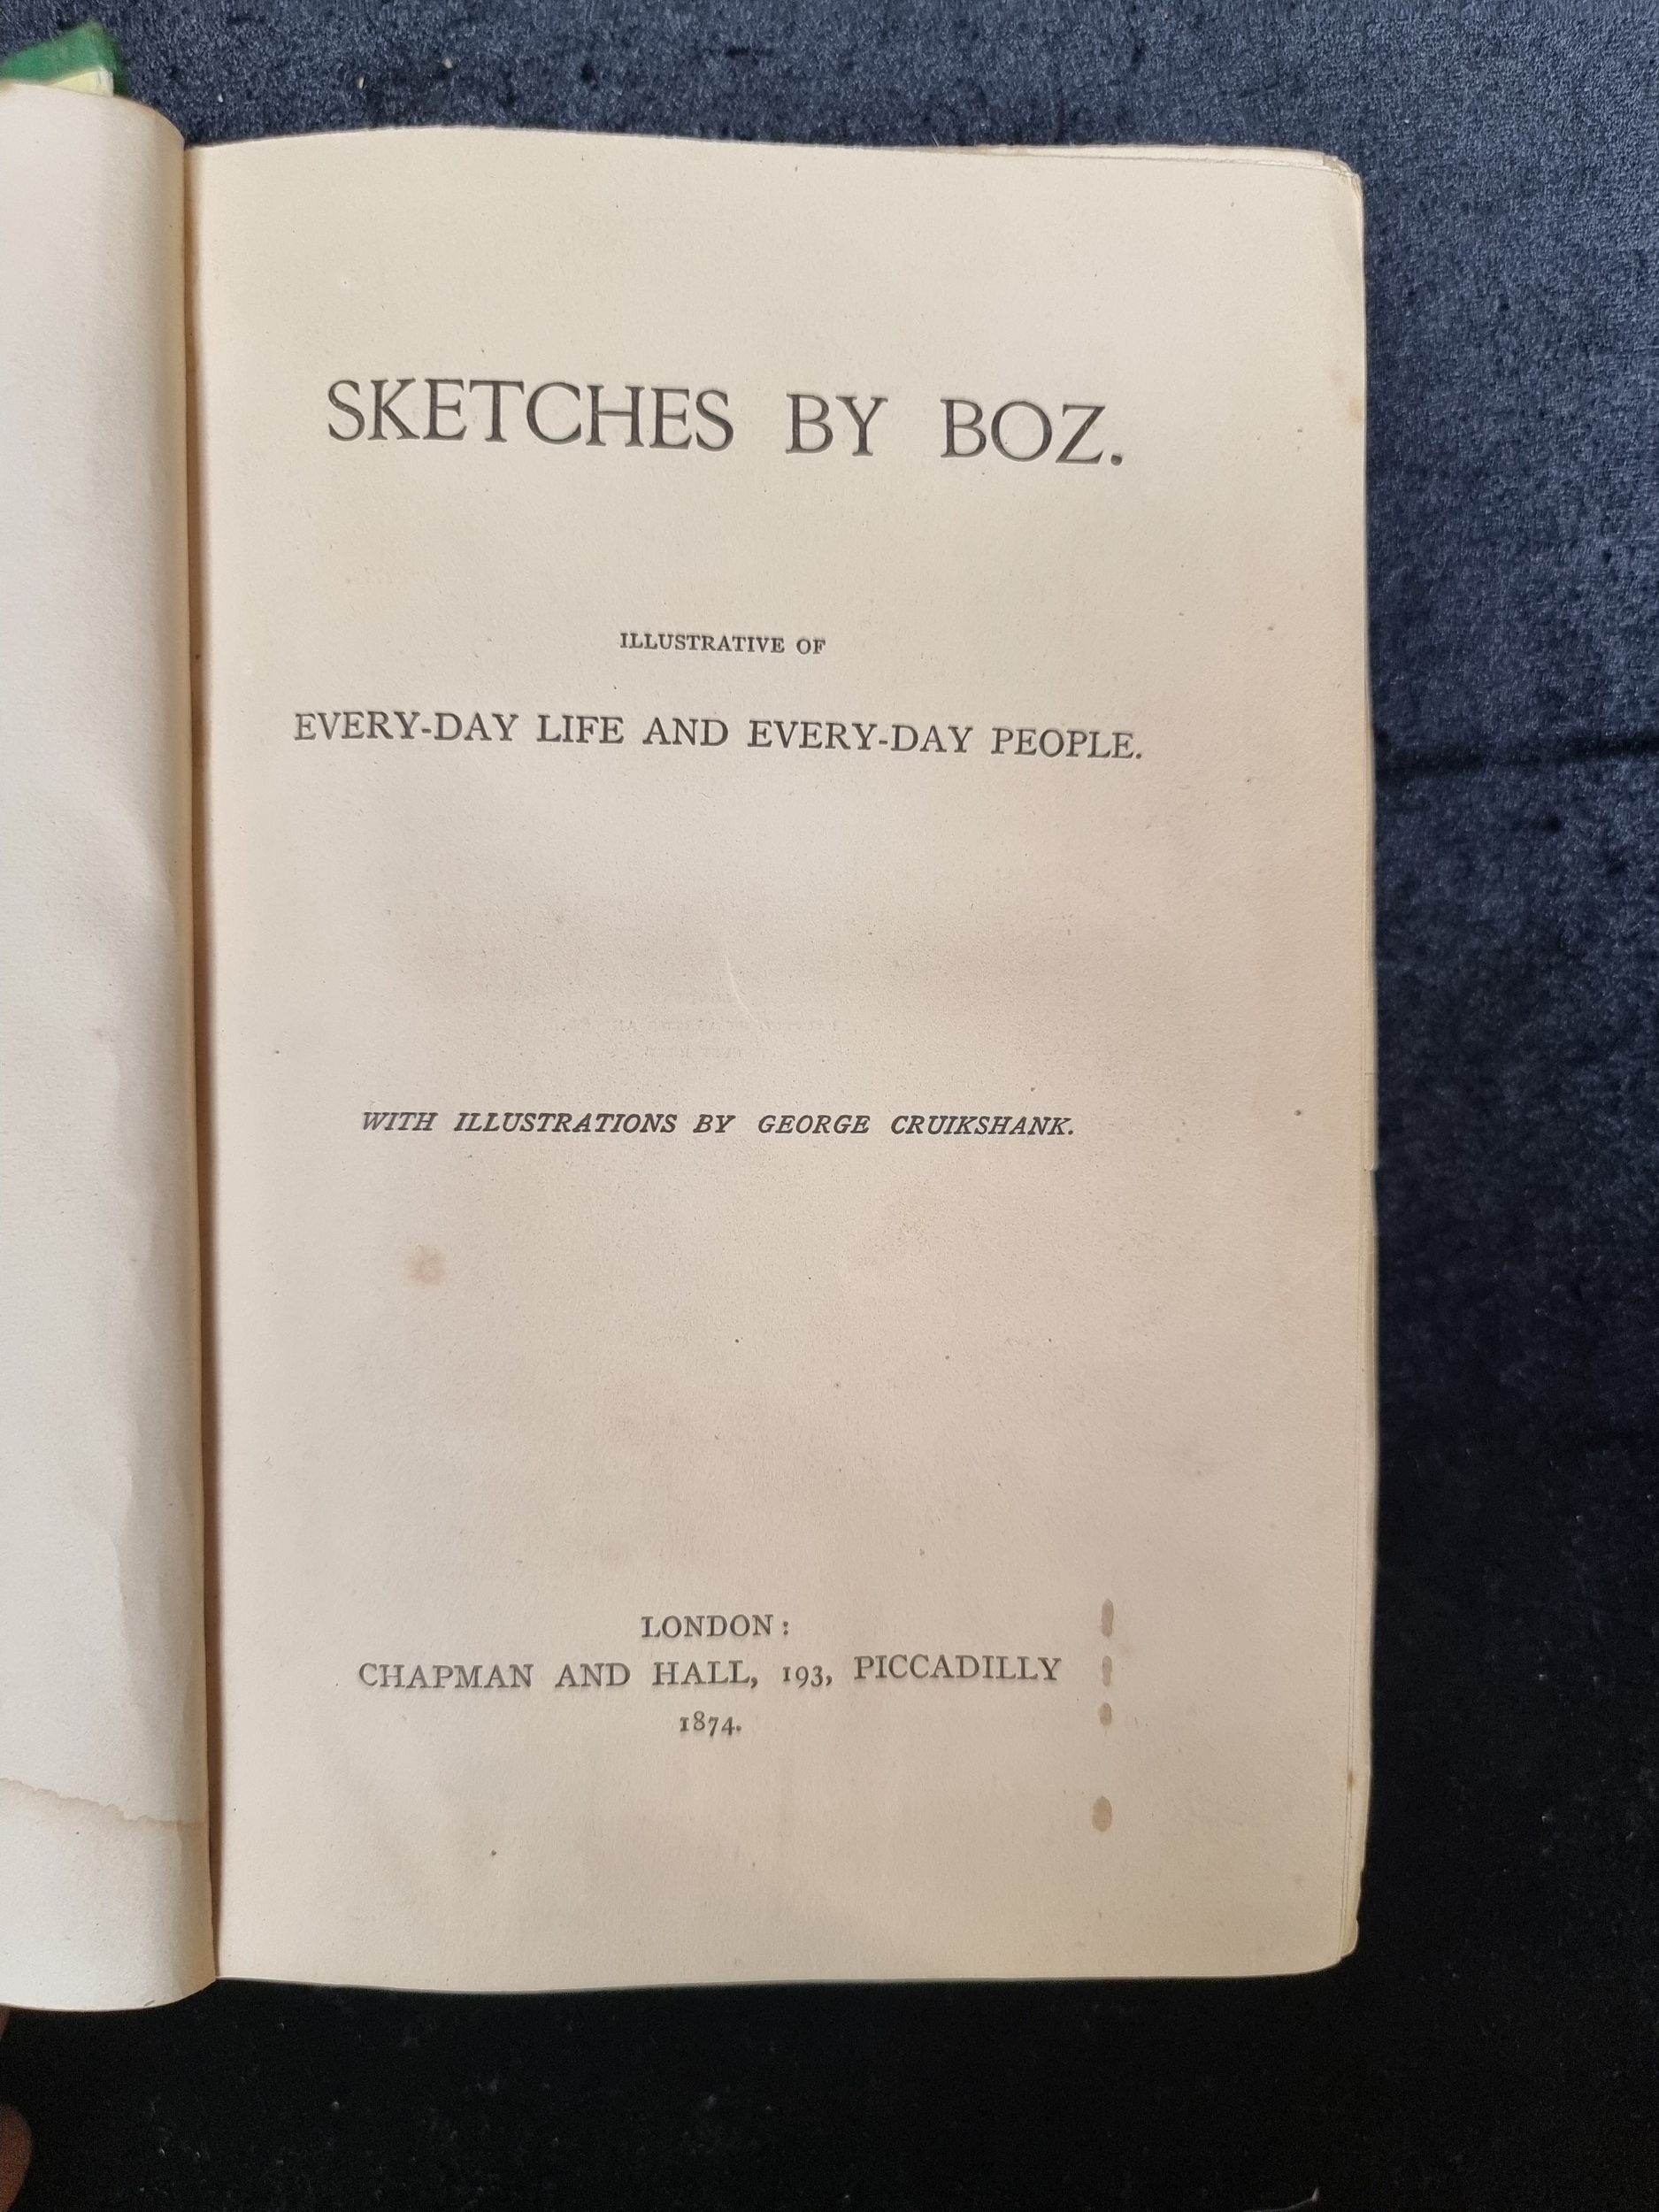 SKETCHES BY BOZ.
ILLUSTRATIVE OF
EVERY-DAY LIFE AND EVERY-DAY PEOPLE.
WITH ILLUSTRATIONS BY GEORGE CRUIKSHANK.
LONDON:
CHAPMAN AND HALL, 193, PICCADILLY
1874.